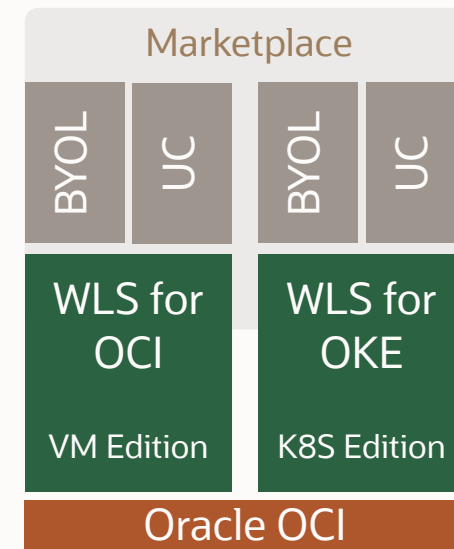 Marketplace
BYOL
UC
BYOL
UC
WLS for
OCI
VM Edition
WLS for
OKE
K8S Edition
Oracle OCI